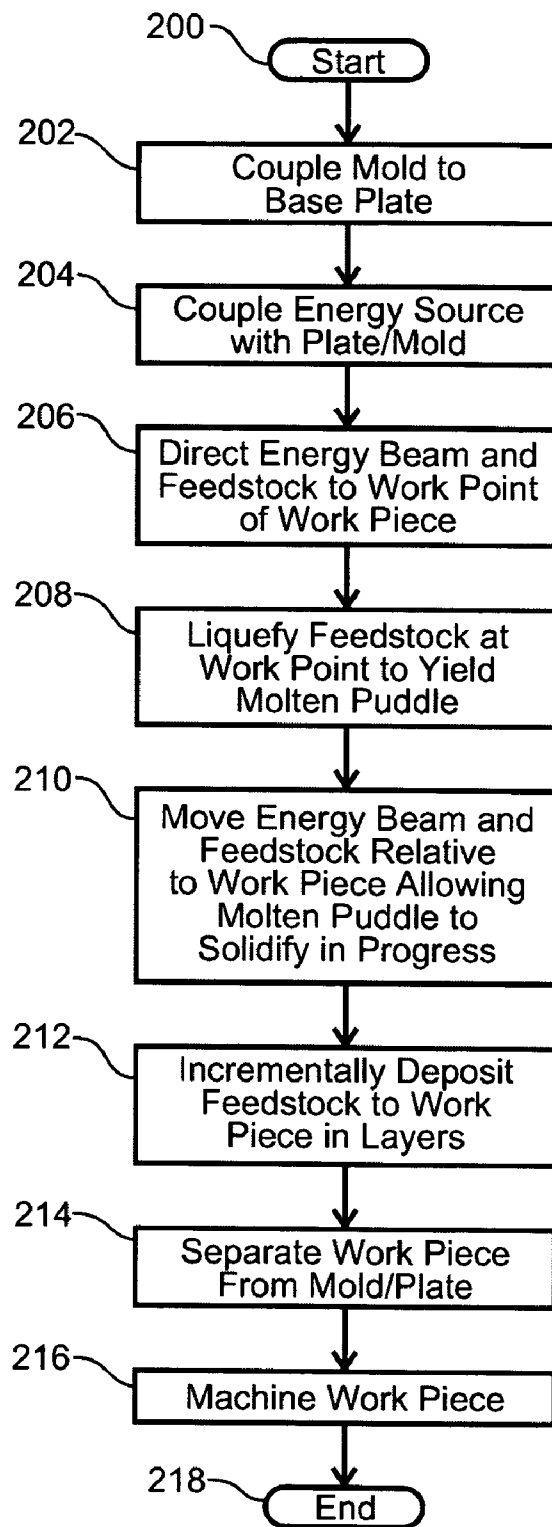 200
Start
202
Couple Mold to
Base Plate
204
Couple Energy Source
with Plate/Mold
206
Direct Energy Beam and
Feedstock to Work Point
of Work Piece
208
Liquefy Feedstock at
Work Point to Yield
Molten Puddle
210
Move Energy Beam and
Feedstock Relative
to Work Piece Allowing
Molten Puddle to
Solidify in Progress
212
Incrementally Deposit
Feedstock to Work
Piece in Layers
214
Separate Work Piece
From Mold/Plate
216
Machine Work Piece
218
End